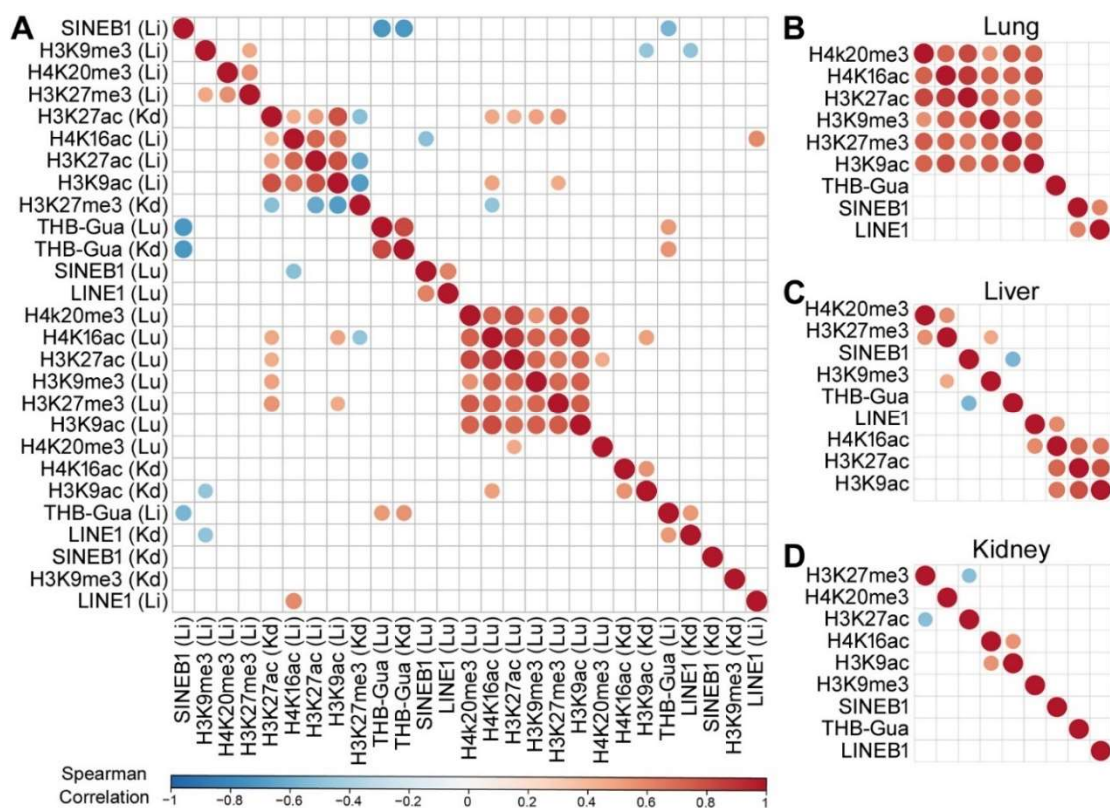 A
SINEB1 (Li)
H3K9me3 (Li)
H4K20me3 (Li)
H3K27me3 (Li)
H3K27ac (Kd)
H4K16ac (Li)
H3K27ac (Li)
H3K9ac (Li)
H3K27me3 (Kd)
THB-Gua (Lu)
THB-Gua (Kd)
SINEB1 (Lu)
LINE1 (Lu)
H4k20me3 (Lu)
H4K16ac (Lu)
H3K27ac (Lu)
H3K9me3 (Lu)
H3K27me3 (Lu)
H3K9ac (Lu)
H4K20me3 (Lu)
H4K16ac (Kd)
H3K9ac (Kd)
THB-Gua (Li)
LINE1 (Kd)
SINEB1 (Kd)
H3K9me3 (Kd)
LINE1 (Li)
SINEB1 (Li)
H3K9me3 (Li)
H4K20me3 (Li)
H3K27me3 (Li)
H3K27ac (Kd)
H4K16ac (Li)
H3K27ac (Li)
H3K9ac (Li)
H3K27me3 (Kd)
THB-Gua (Lu)
THB-Gua (Kd)
SINEB1 (Lu)
LINE1 (Lu)
H4k20me3 (Lu)
H4K16ac (Lu)
H3K27ac (Lu)
H3K9me3 (Lu)
H3K27me3 (Lu)
H3K9ac (Lu)
H4K20me3 (Lu)
H4K16ac (Kd)
H3K9ac (Kd)
THB-Gua (Li)
LINE1 (Kd)
SINEB1 (Kd)
H3K9me3 (Kd)
LINE1 (Li)
Spearman
Correlation
-1 -0.8 -0.6 -0.4 -0.2 0 0.2 0.4 0.6 0.8 1
B
Lung
H4k20me3
H4K16ac
H3K27ac
H3K9me3
H3K27me3
H3K9ac
THB-Gua
SINEB1
LINE1
C
Liver
H4K20me3
H3K27me3
SINEB1
H3K9me3
THB-Gua
LINE1
H4K16ac
H3K27ac
H3K9ac
D
Kidney
H3K27me3
H4K20me3
H3K27ac
H4K16ac
H3K9ac
H3K9me3
SINEB1
THB-Gua
LINEB1